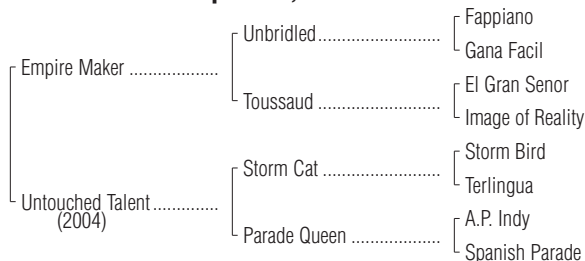 Fappiano
Unbridled
Gana Facil
Empire Maker
El Gran Senor
Toussaud
Image of Reality
Storm Bird
Storm Cat
Terlingua
Untouched Talent
(2004)
A.P. Indy
Parade Queen
Spanish Parade